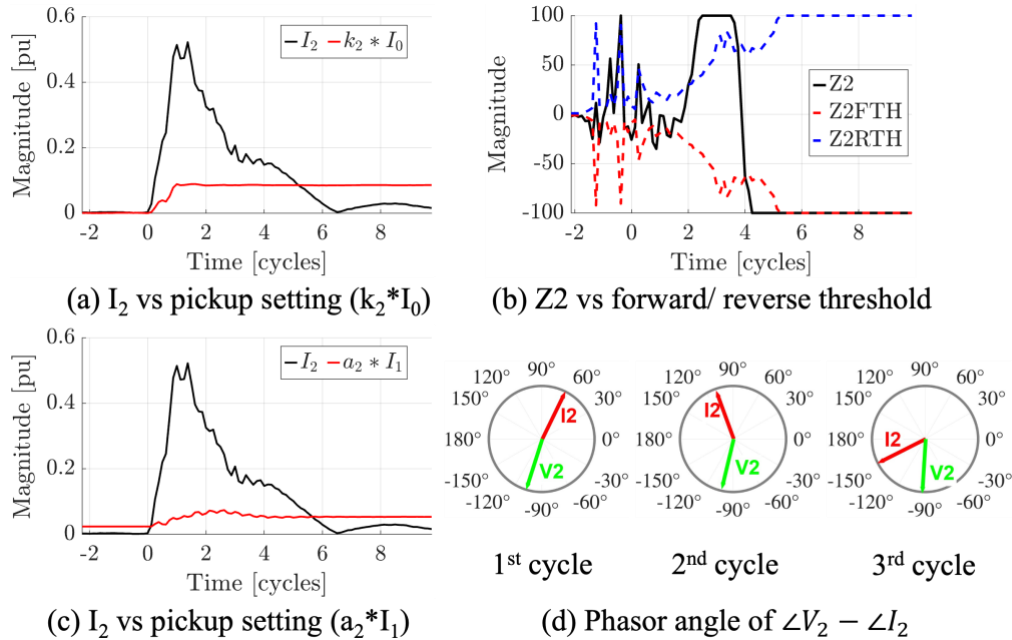 0.6
0.4
0.2
0
Magnitude [pu]
I₂ k₂ * I₀
-2 0 2 4 6 8
Time [cycles]
(a) I₂ vs pickup setting (k₂*I₀)
100
50
0
-50
-100
Magnitude
Z2
Z2FTH
Z2RTH
-2 0 2 4 6 8
Time [cycles]
(b) Z2 vs forward/ reverse threshold
0.6
0.4
0.2
0
Magnitude [pu]
I₂ a₂ * I₁
-2 0 2 4 6 8
Time [cycles]
(c) I₂ vs pickup setting (a₂*I₁)
90°
120° 60°
150° 30°
180° 0°
-150° -30°
-120° -60°
-90°
I2
V2
1st cycle
90°
120° 60°
150° 30°
180° 0°
-150° -30°
-120° -60°
-90°
I2
V2
2nd cycle
90°
120° 60°
150° 30°
180° 0°
-150° -30°
-120° -60°
-90°
I2
V2
3rd cycle
(d) Phasor angle of ∠V₂ − ∠I₂